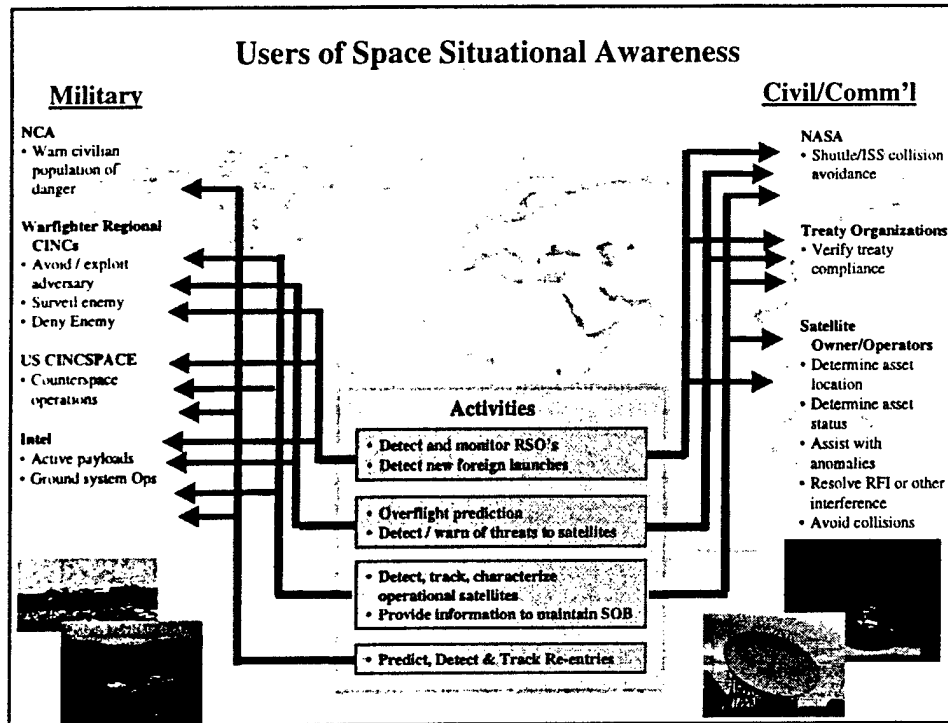 Users of Space Situational Awareness
Military
NCA
• Warn civilian
population of
danger
Warfighter Regional
CINCs
• Avoid / exploit
adversary
• Surveil enemy
• Deny Enemy
US CINCSPACE
• Counterspace
operations
Intel
• Active payloads
• Ground system Ops
Activities
• Detect and monitor RSO's
• Detect new foreign launches
• Overflight prediction
• Detect / warn of threats to satellites
• Detect, track, characterize
operational satellites
• Provide information to maintain SOB
• Predict, Detect & Track Re-entries
Civil/Comm'l
NASA
• Shuttle/ISS collision
avoidance
Treaty Organizations
• Verify treaty
compliance
Satellite
Owner/Operators
• Determine asset
location
• Determine asset
status
• Assist with
anomalies
• Resolve RFI or other
interference
• Avoid collisions